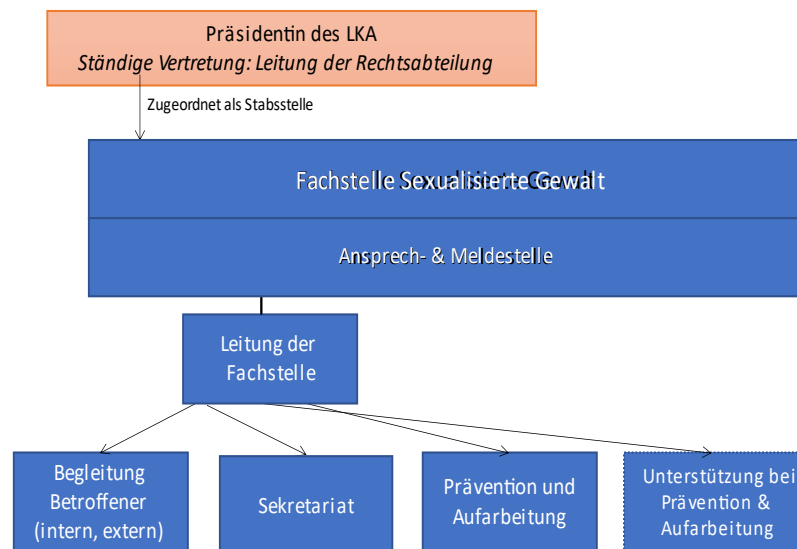 Präsidentin des LKA
Ständige Vertretung: Leitung der Rechtsabteilung
Zugeordnet als Stabsstelle
Fachstelle Sexualisierte Gewalt
Ansprech- & Meldestelle
Leitung der
Fachstelle
Begleitung
Betroffener
(intern, extern)
Sekretariat
Prävention und
Aufarbeitung
Unterstützung bei
Prävention &
Aufarbeitung